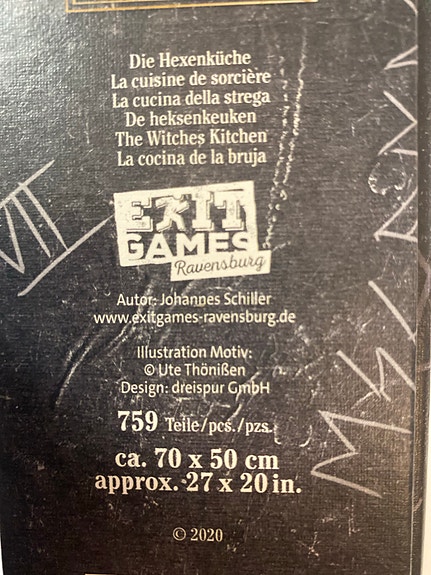 Die Hexenküche
La cuisine de sorcière
La cucina della strega
De heksenkeuken
The Witches Kitchen
La cocina de la bruja
VII
EXIT
GAMES
Ravensburg
Autor: Johannes Schiller
www.exitgames-ravensburg.de
Illustration Motiv:
© Ute Thönißen
Design: dreispur GmbH
759 Teile/pcs./pzs.
ca. 70 x 50 cm
approx. 27 x 20 in.
© 2020